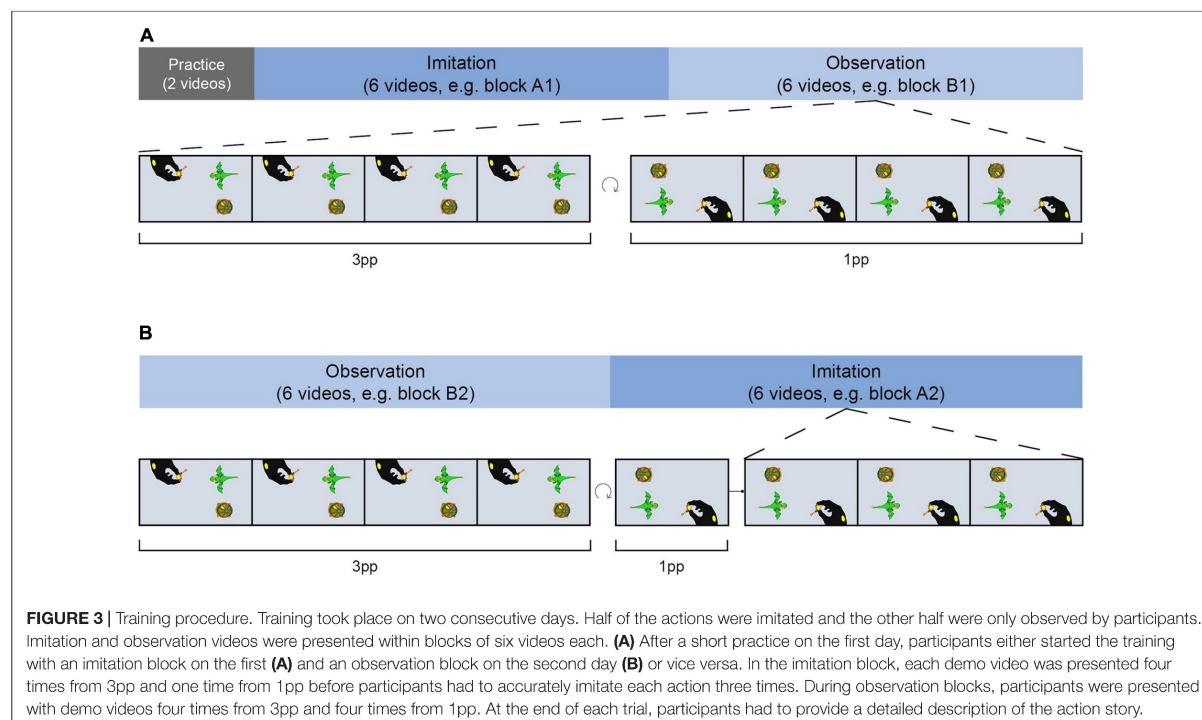 A
Practice
(2 videos)
Imitation
(6 videos, e.g. block A1)
Observation
(6 videos, e.g. block B1)
3pp
1pp
B
Observation
(6 videos, e.g. block B2)
Imitation
(6 videos, e.g. block A2)
3pp
1pp
FIGURE 3 | Training procedure. Training took place on two consecutive days. Half of the actions were imitated and the other half were only observed by participants.
Imitation and observation videos were presented within blocks of six videos each. (A) After a short practice on the first day, participants either started the training
with an imitation block on the first (A) and an observation block on the second day (B) or vice versa. In the imitation block, each demo video was presented four
times from 3pp and one time from 1pp before participants had to accurately imitate each action three times. During observation blocks, participants were presented
with demo videos four times from 3pp and four times from 1pp. At the end of each trial, participants had to provide a detailed description of the action story.